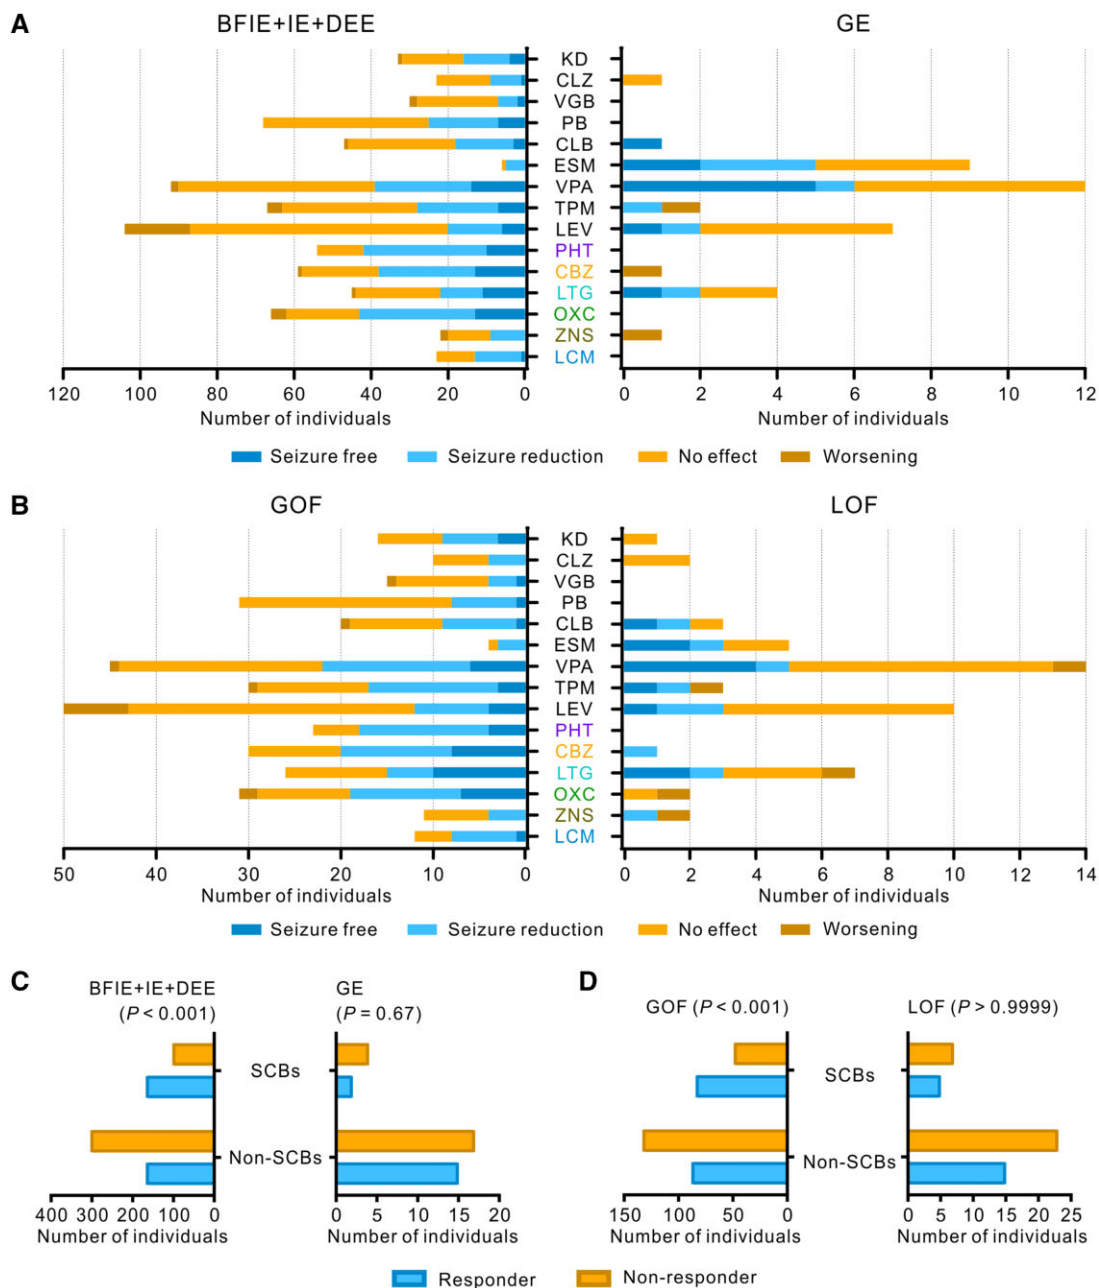 A
BFIE+IE+DEE
GE
KD
CLZ
VGB
PB
CLB
ESM
VPA
TPM
LEV
PHT
CBZ
LTG
OXC
ZNS
LCM
120 100 80 60 40 20 0
0 2 4 6 8 10 12
Number of individuals
Number of individuals
Seizure free Seizure reduction No effect Worsening
B
GOF
LOF
KD
CLZ
VGB
PB
CLB
ESM
VPA
TPM
LEV
PHT
CBZ
LTG
OXC
ZNS
LCM
50 40 30 20 10 0
0 2 4 6 8 10 12 14
Number of individuals
Number of individuals
Seizure free Seizure reduction No effect Worsening
C
BFIE+IE+DEE
(P < 0.001)
GE
(P = 0.67)
SCBs
Non-SCBs
400 300 200 100 0
0 5 10 15 20
Number of individuals
Number of individuals
D
GOF (P < 0.001)
LOF (P > 0.9999)
SCBs
Non-SCBs
150 100 50 0
0 5 10 15 20 25
Number of individuals
Number of individuals
Responder Non-responder